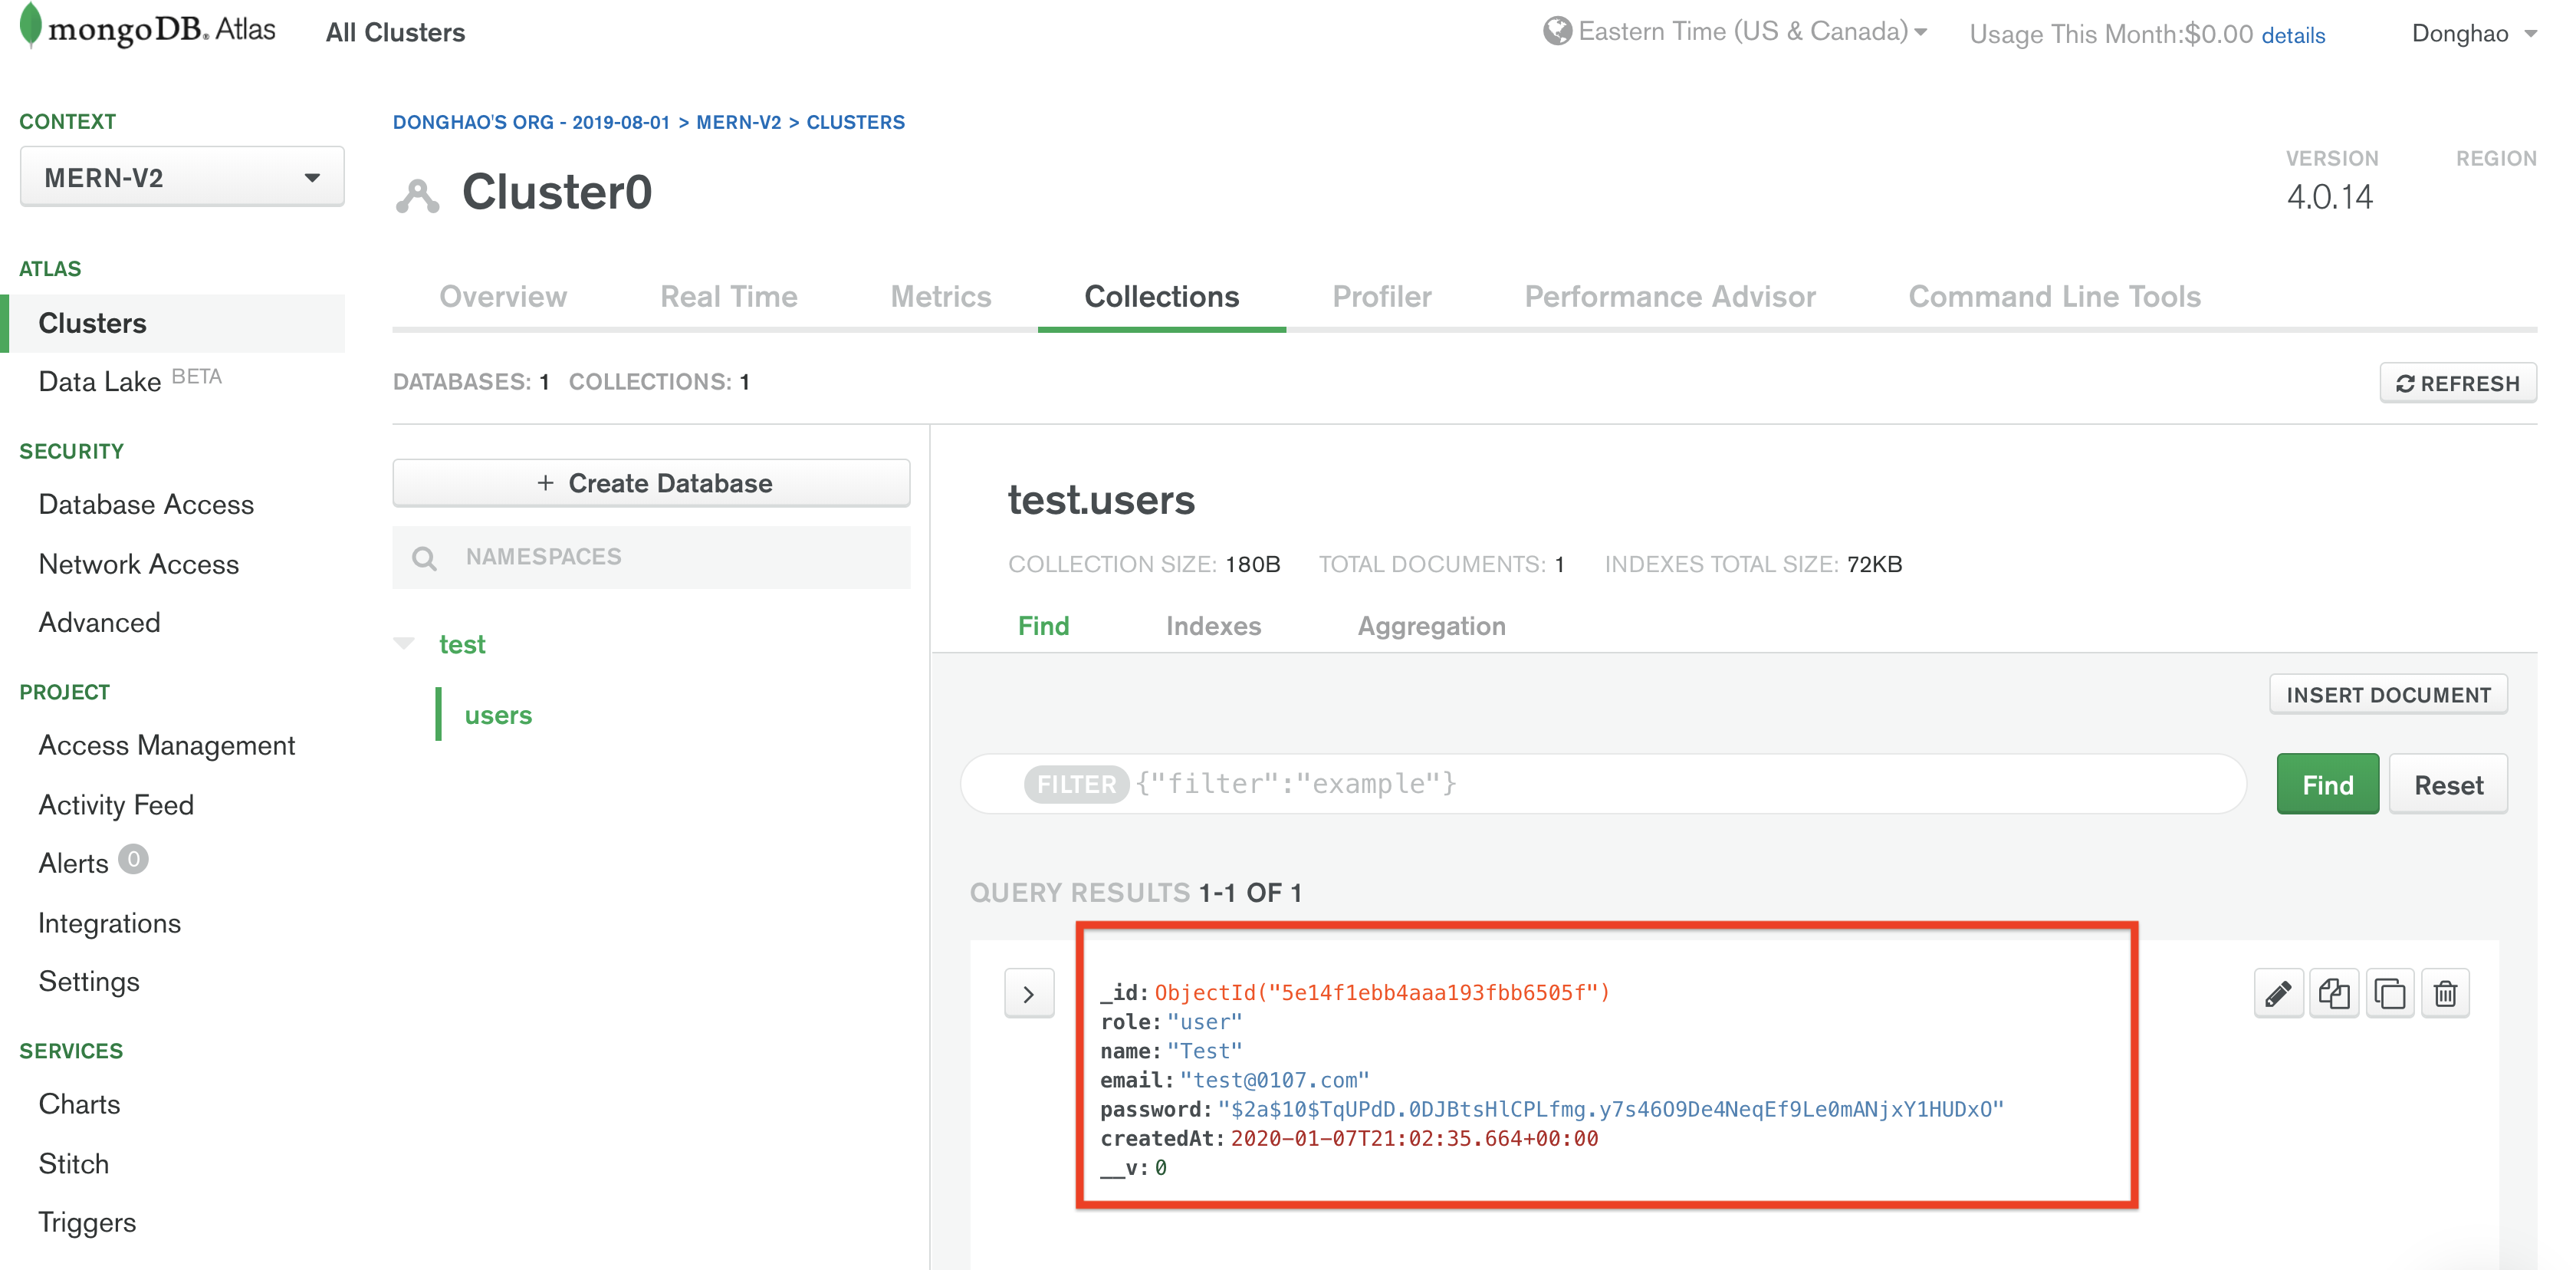 mongoDB. Atlas
All Clusters
Eastern Time (US & Canada)
Usage This Month:$0.00 details
Donghao
CONTEXT
MERN-V2
ATLAS
Clusters
Data Lake BETA
SECURITY
Database Access
Network Access
Advanced
PROJECT
Access Management
Activity Feed
Alerts 0
Integrations
Settings
SERVICES
Charts
Stitch
Triggers
DONGHAO'S ORG - 2019-08-01 > MERN-V2 > CLUSTERS
Cluster0
VERSION
4.0.14
REGION
Overview Real Time Metrics Collections Profiler Performance Advisor Command Line Tools
DATABASES: 1 COLLECTIONS: 1
REFRESH
+ Create Database
NAMESPACES
test
users
test.users
COLLECTION SIZE: 180B TOTAL DOCUMENTS: 1 INDEXES TOTAL SIZE: 72KB
Find Indexes Aggregation
INSERT DOCUMENT
FILTER {"filter":"example"}
Find
Reset
QUERY RESULTS 1-1 OF 1
_id: ObjectId("5e14f1ebb4aaa193fbb6505f")
role: "user"
name: "Test"
email: "test@0107.com"
password: "$2a$10$TqUPdD.0DJBtsHlCPLfmg.y7s46O9De4NeqEf9Le0mANjxY1HUDxO"
createdAt: 2020-01-07T21:02:35.664+00:00
__v: 0